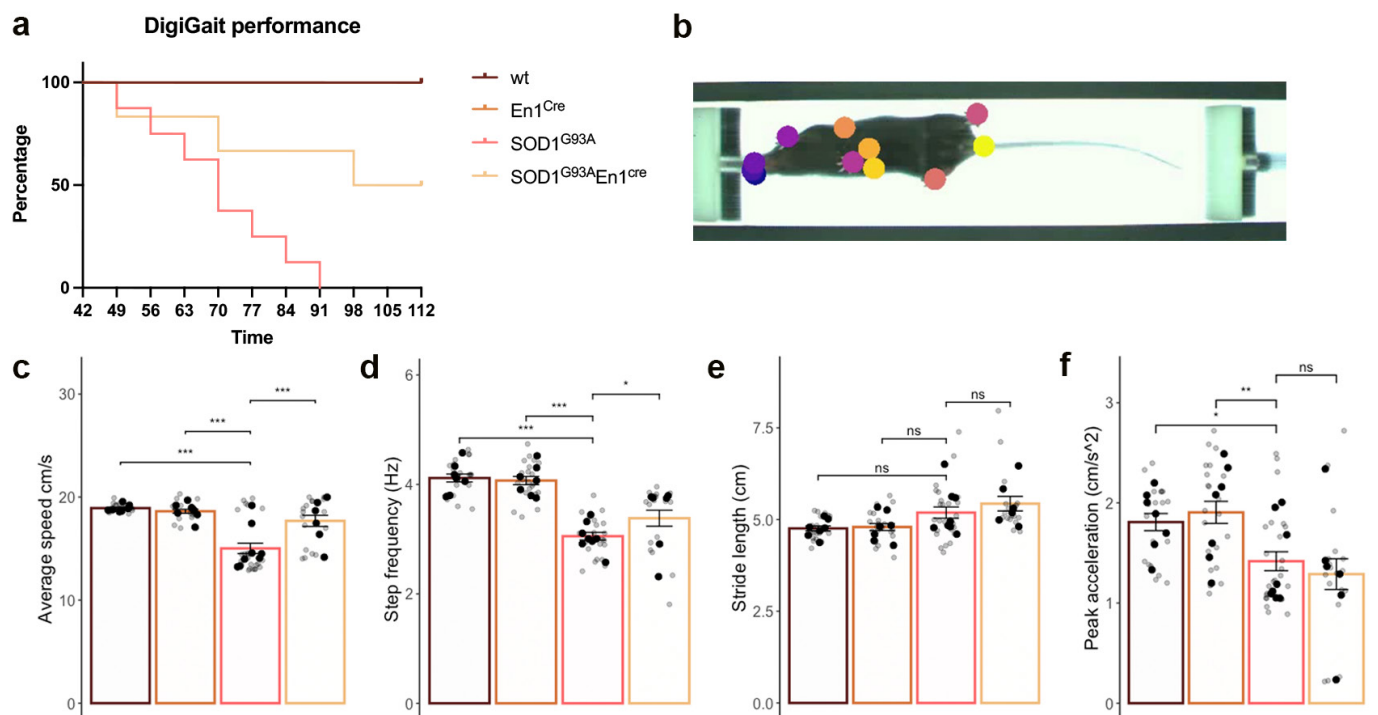 a
DigiGait performance
100
50
0
Percentage
42 49 56 63 70 77 84 91 98 105 112
Time
wt
En1Cre
SOD1G93A
SOD1G93AEn1cre
b
c
Average speed cm/s
30
20
10
0
***
***
***
d
Step frequency (Hz)
6
4
2
0
*
***
***
e
Stride length (cm)
7.5
5.0
2.5
0.0
ns
ns
ns
f
Peak acceleration (cm/s^2)
3
2
1
0
ns
**
*